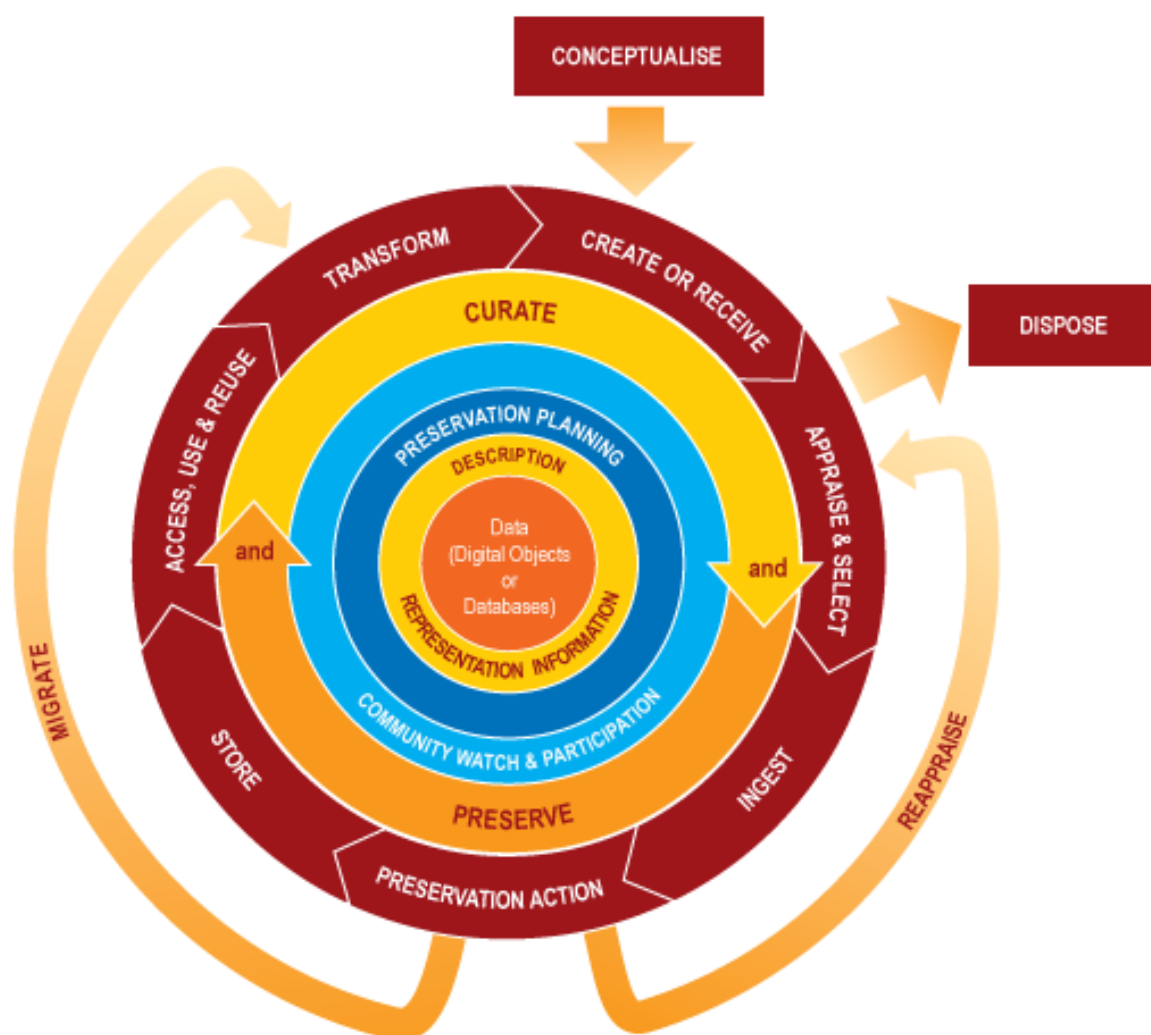 CONCEPTUALISE
CREATE OR RECEIVE
DISPOSE
APPRAISE & SELECT
REAPPRAISE
INGEST
PRESERVATION ACTION
MIGRATE
STORE
ACCESS, USE & REUSE
TRANSFORM
CURATE
and
PRESERVE
and
COMMUNITY WATCH & PARTICIPATION
PRESERVATION PLANNING
DESCRIPTION
REPRESENTATION INFORMATION
Data
(Digital Objects
or
Databases)